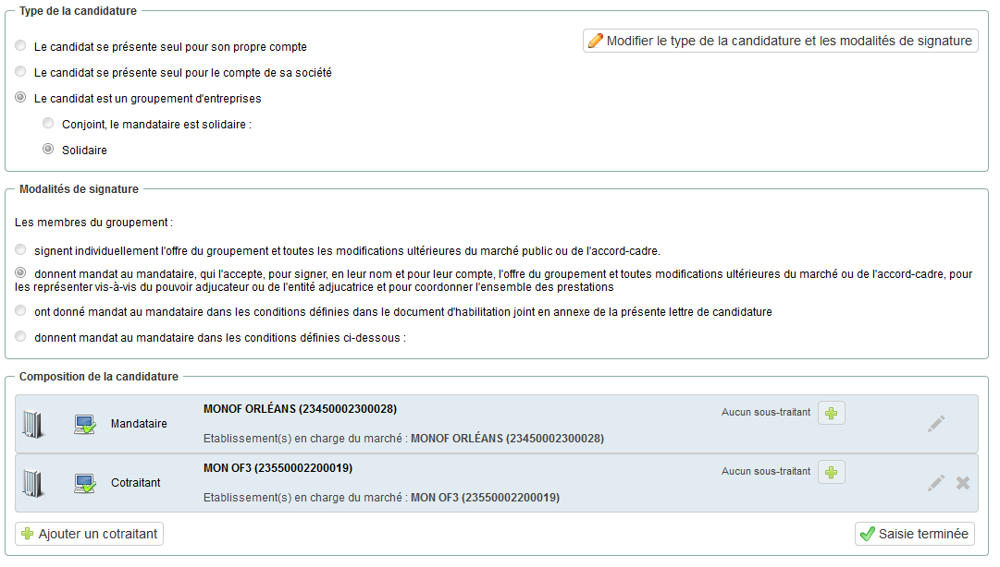 Type de la candidature
Le candidat se présente seul pour son propre compte
Modifier le type de la candidature et les modalités de signature
Le candidat se présente seul pour le compte de sa société
Le candidat est un groupement d'entreprises
Conjoint, le mandataire est solidaire :
Solidaire
Modalités de signature
Les membres du groupement :
signent individuellement l'offre du groupement et toutes les modifications ultérieures du marché public ou de l'accord-cadre.
donnent mandat au mandataire, qui l'accepte, pour signer, en leur nom et pour leur compte, l'offre du groupement et toutes modifications ultérieures du marché ou de l'accord-cadre, pour
les représenter vis-à-vis du pouvoir adjucateur ou de l'entité adjucatrice et pour coordonner l'ensemble des prestations
ont donné mandat au mandataire dans les conditions définies dans le document d'habilitation joint en annexe de la présente lettre de candidature
donnent mandat au mandataire dans les conditions définies ci-dessous :
Composition de la candidature
MONOF ORLÉANS (23450002300028)
Aucun sous-traitant
Mandataire
Etablissement(s) en charge du marché : MONOF ORLÉANS (23450002300028)
MON OF3 (23550002200019)
Aucun sous-traitant
Cotraitant
Etablissement(s) en charge du marché : MON OF3 (23550002200019)
Ajouter un cotraitant
Saisie terminée